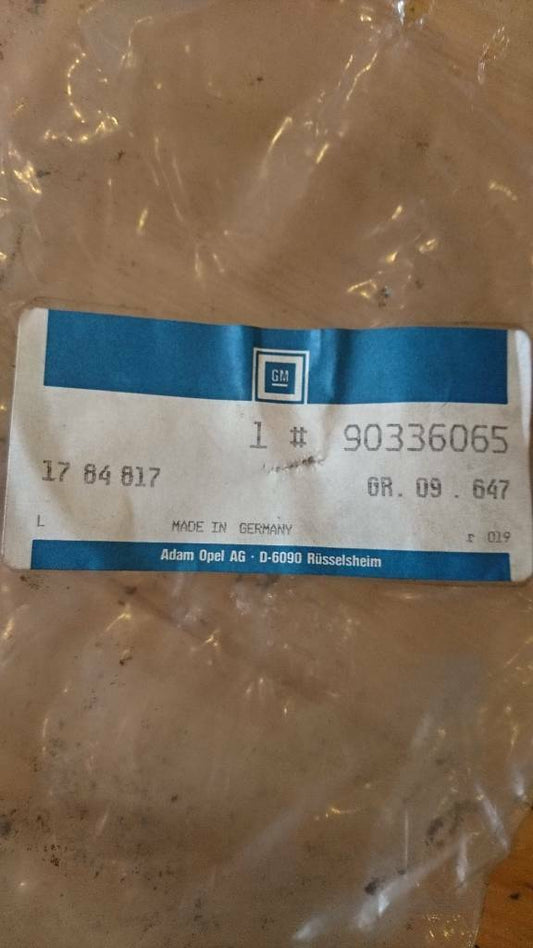 GM
1 # 90336065
17 84 817
GR. 09 . 647
L MADE IN GERMANY r 019
Adam Opel AG · D-6090 Rüsselsheim